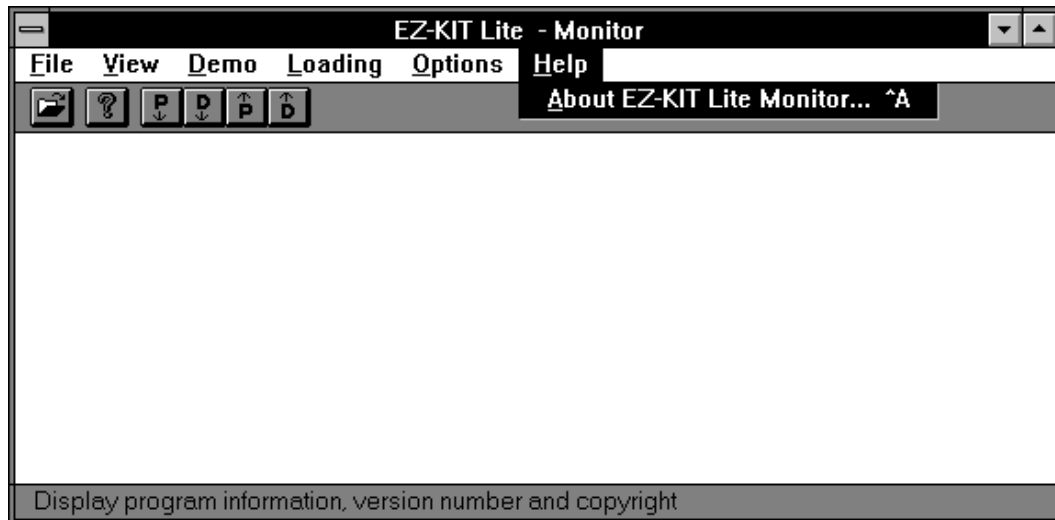 EZ-KIT Lite - Monitor
File View Demo Loading Options Help
? P D P D
About EZ-KIT Lite Monitor... ^A
Display program information, version number and copyright